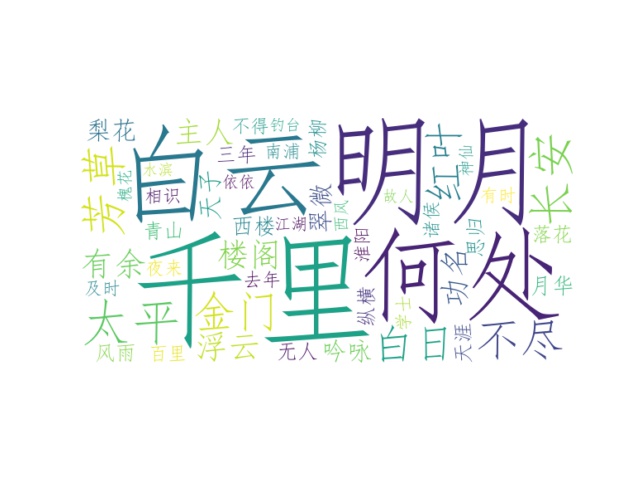 梨花 主人 不得 钓台 杨柳
白云 明月
芳草 槐花 水滨 三年 南浦 红叶 神仙 长安
相识 天子 依依 翠微 故人 诸侯 有时
青山 西楼 江湖 西风 思归 落花
千里 何处
有余 夜来 楼阁 淮阳 功名
及时 去年 月华
太平 金门 纵横 学士
风雨 百里 浮云 无人 吟咏 白日 天涯 不尽